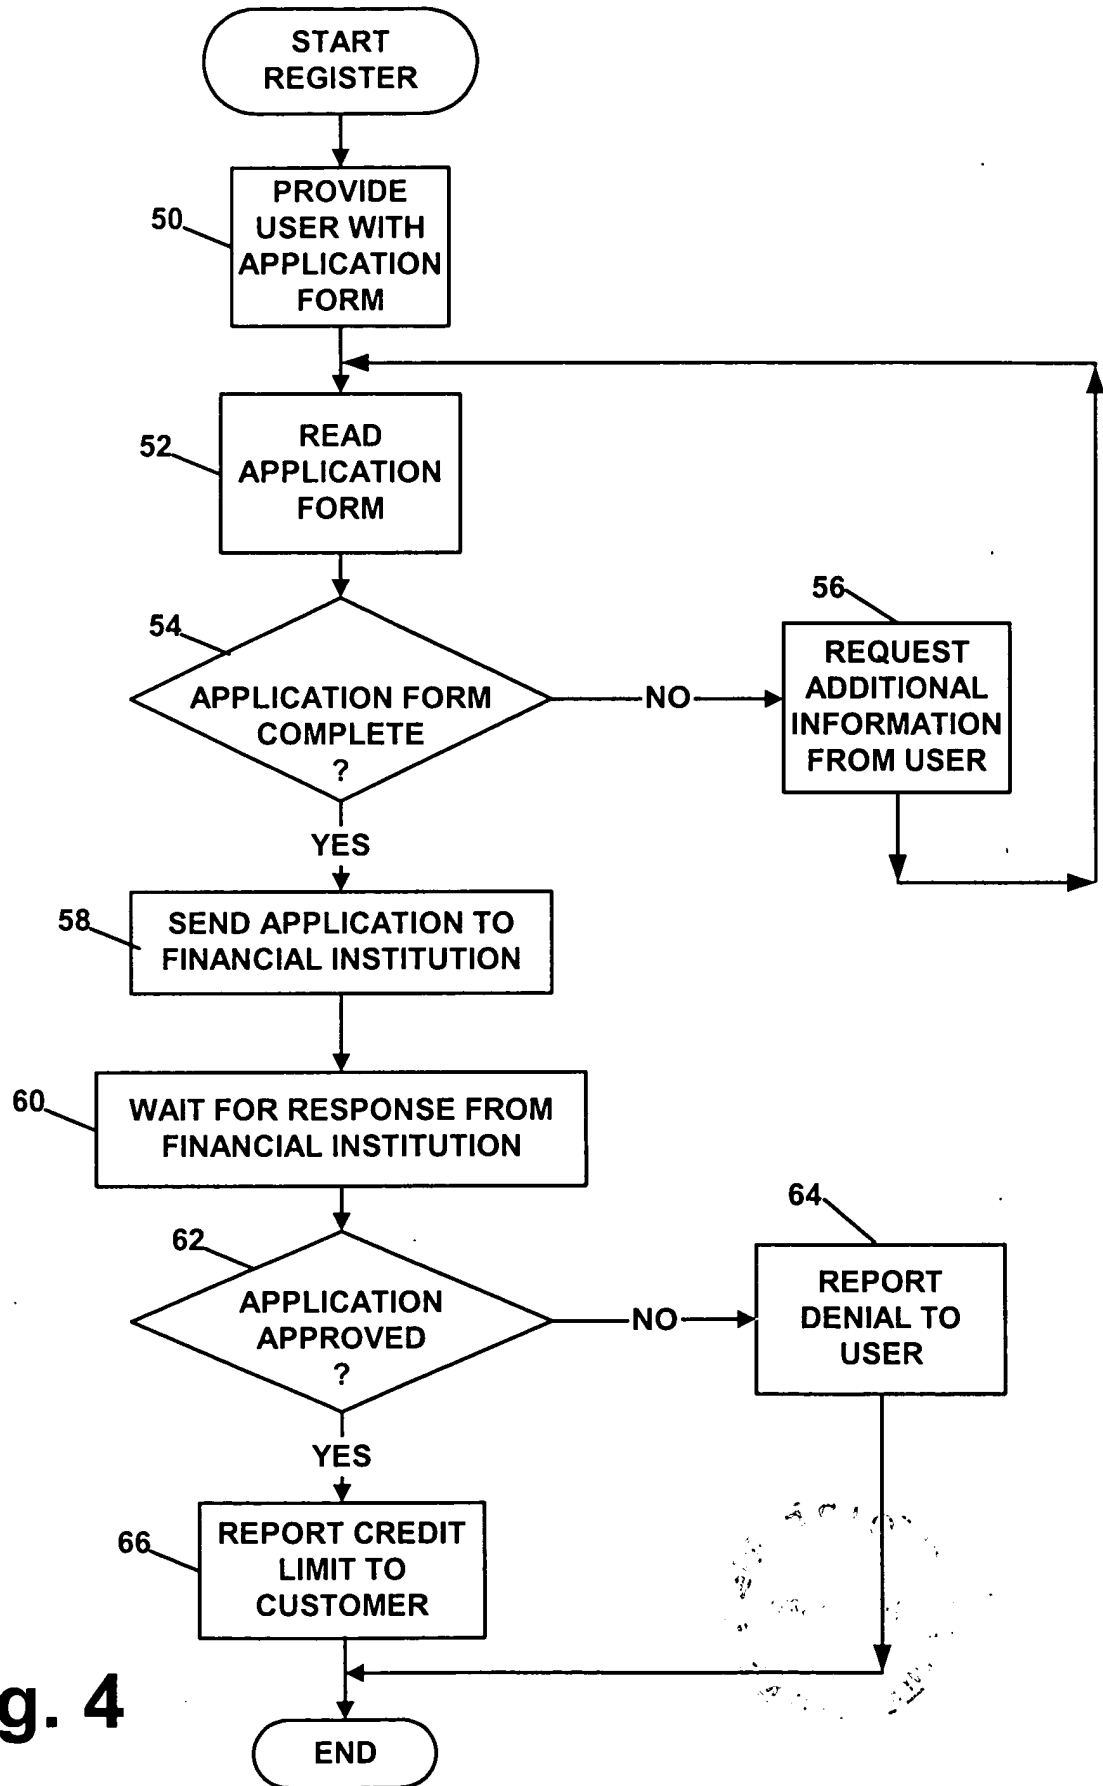 START
REGISTER
50
PROVIDE
USER WITH
APPLICATION
FORM
52
READ
APPLICATION
FORM
54
APPLICATION FORM
COMPLETE
?
NO
56
REQUEST
ADDITIONAL
INFORMATION
FROM USER
YES
58
SEND APPLICATION TO
FINANCIAL INSTITUTION
60
WAIT FOR RESPONSE FROM
FINANCIAL INSTITUTION
62
APPLICATION
APPROVED
?
NO
64
REPORT
DENIAL TO
USER
YES
66
REPORT CREDIT
LIMIT TO
CUSTOMER
g. 4
END